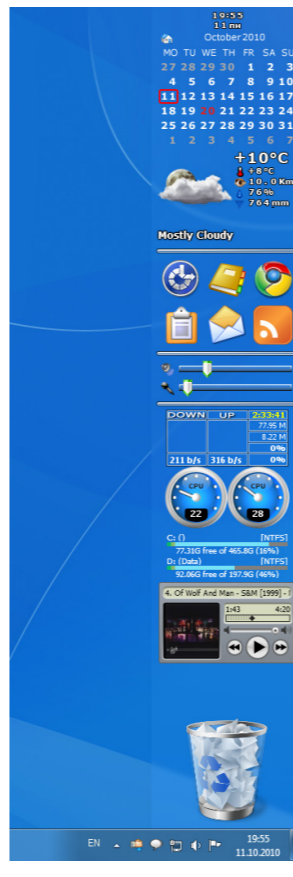 19:55
11 пн
October 2010
MO TU WE TH FR SA SU
27 28 29 30 1 2 3
4 5 6 7 8 9 10
11 12 13 14 15 16 17
18 19 20 21 22 23 24
25 26 27 28 29 30 31
1 2 3 4 5 6 7
+10°C
+8°C
10.0 Km
76%
764mm
Mostly Cloudy
DOWN UP 2:33:41
77.95 M
8.22 M
0%
211 b/s 316 b/s 0%
CPU CPU
22 28
C: () [NTFS]
77.31G free of 465.8G (16%)
D: (Data) [NTFS]
92.06G free of 197.9G (46%)
4. Of Wolf And Man - S&M [1999] -
1:43 4:20
EN 19:55
11.10.2010